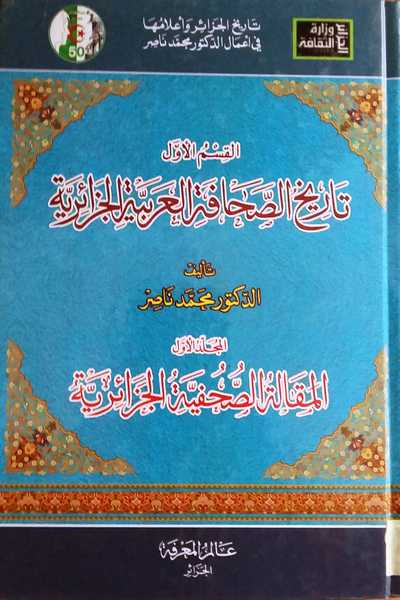 تاريخ الجزائر وأعلامها
في أعمال الدكتور محمد ناصر
وزارة
الثقافة
الجزائر
50
القسم الأول
تاريخ الصحافة العربية الجزائرية
تأليف
الدكتور محمد ناصر
المجلد الأول
المقالة الصحفية الجزائرية
عالم المعرفة
الجزائر